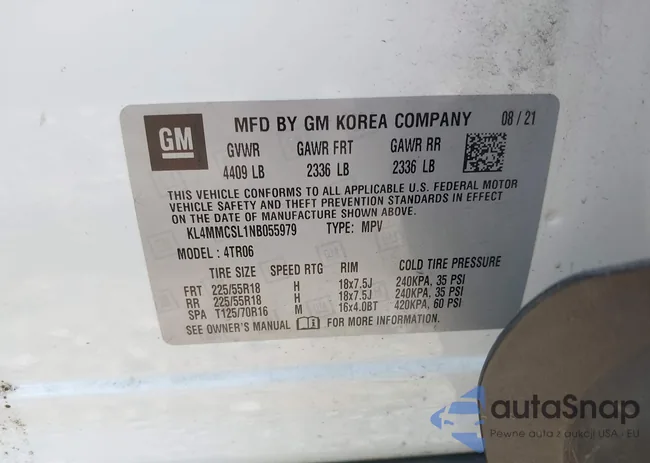 GM
MFD BY GM KOREA COMPANY 08 / 21
GVWR GAWR FRT GAWR RR
4409 LB 2336 LB 2336 LB
THIS VEHICLE CONFORMS TO ALL APPLICABLE U.S. FEDERAL MOTOR
VEHICLE SAFETY AND THEFT PREVENTION STANDARDS IN EFFECT
ON THE DATE OF MANUFACTURE SHOWN ABOVE.
KL4MMCSL1NB055979 TYPE: MPV
MODEL : 4TR06
TIRE SIZE SPEED RTG RIM COLD TIRE PRESSURE
FRT 225/55R18 H 18x7.5J 240KPA, 35 PSI
RR 225/55R18 H 18x7.5J 240KPA, 35 PSI
SPA T125/70R16 M 16x4.0BT 420KPA, 60 PSI
SEE OWNER'S MANUAL FOR MORE INFORMATION.
autaSnap
Pewne auta z aukcji USA - EU